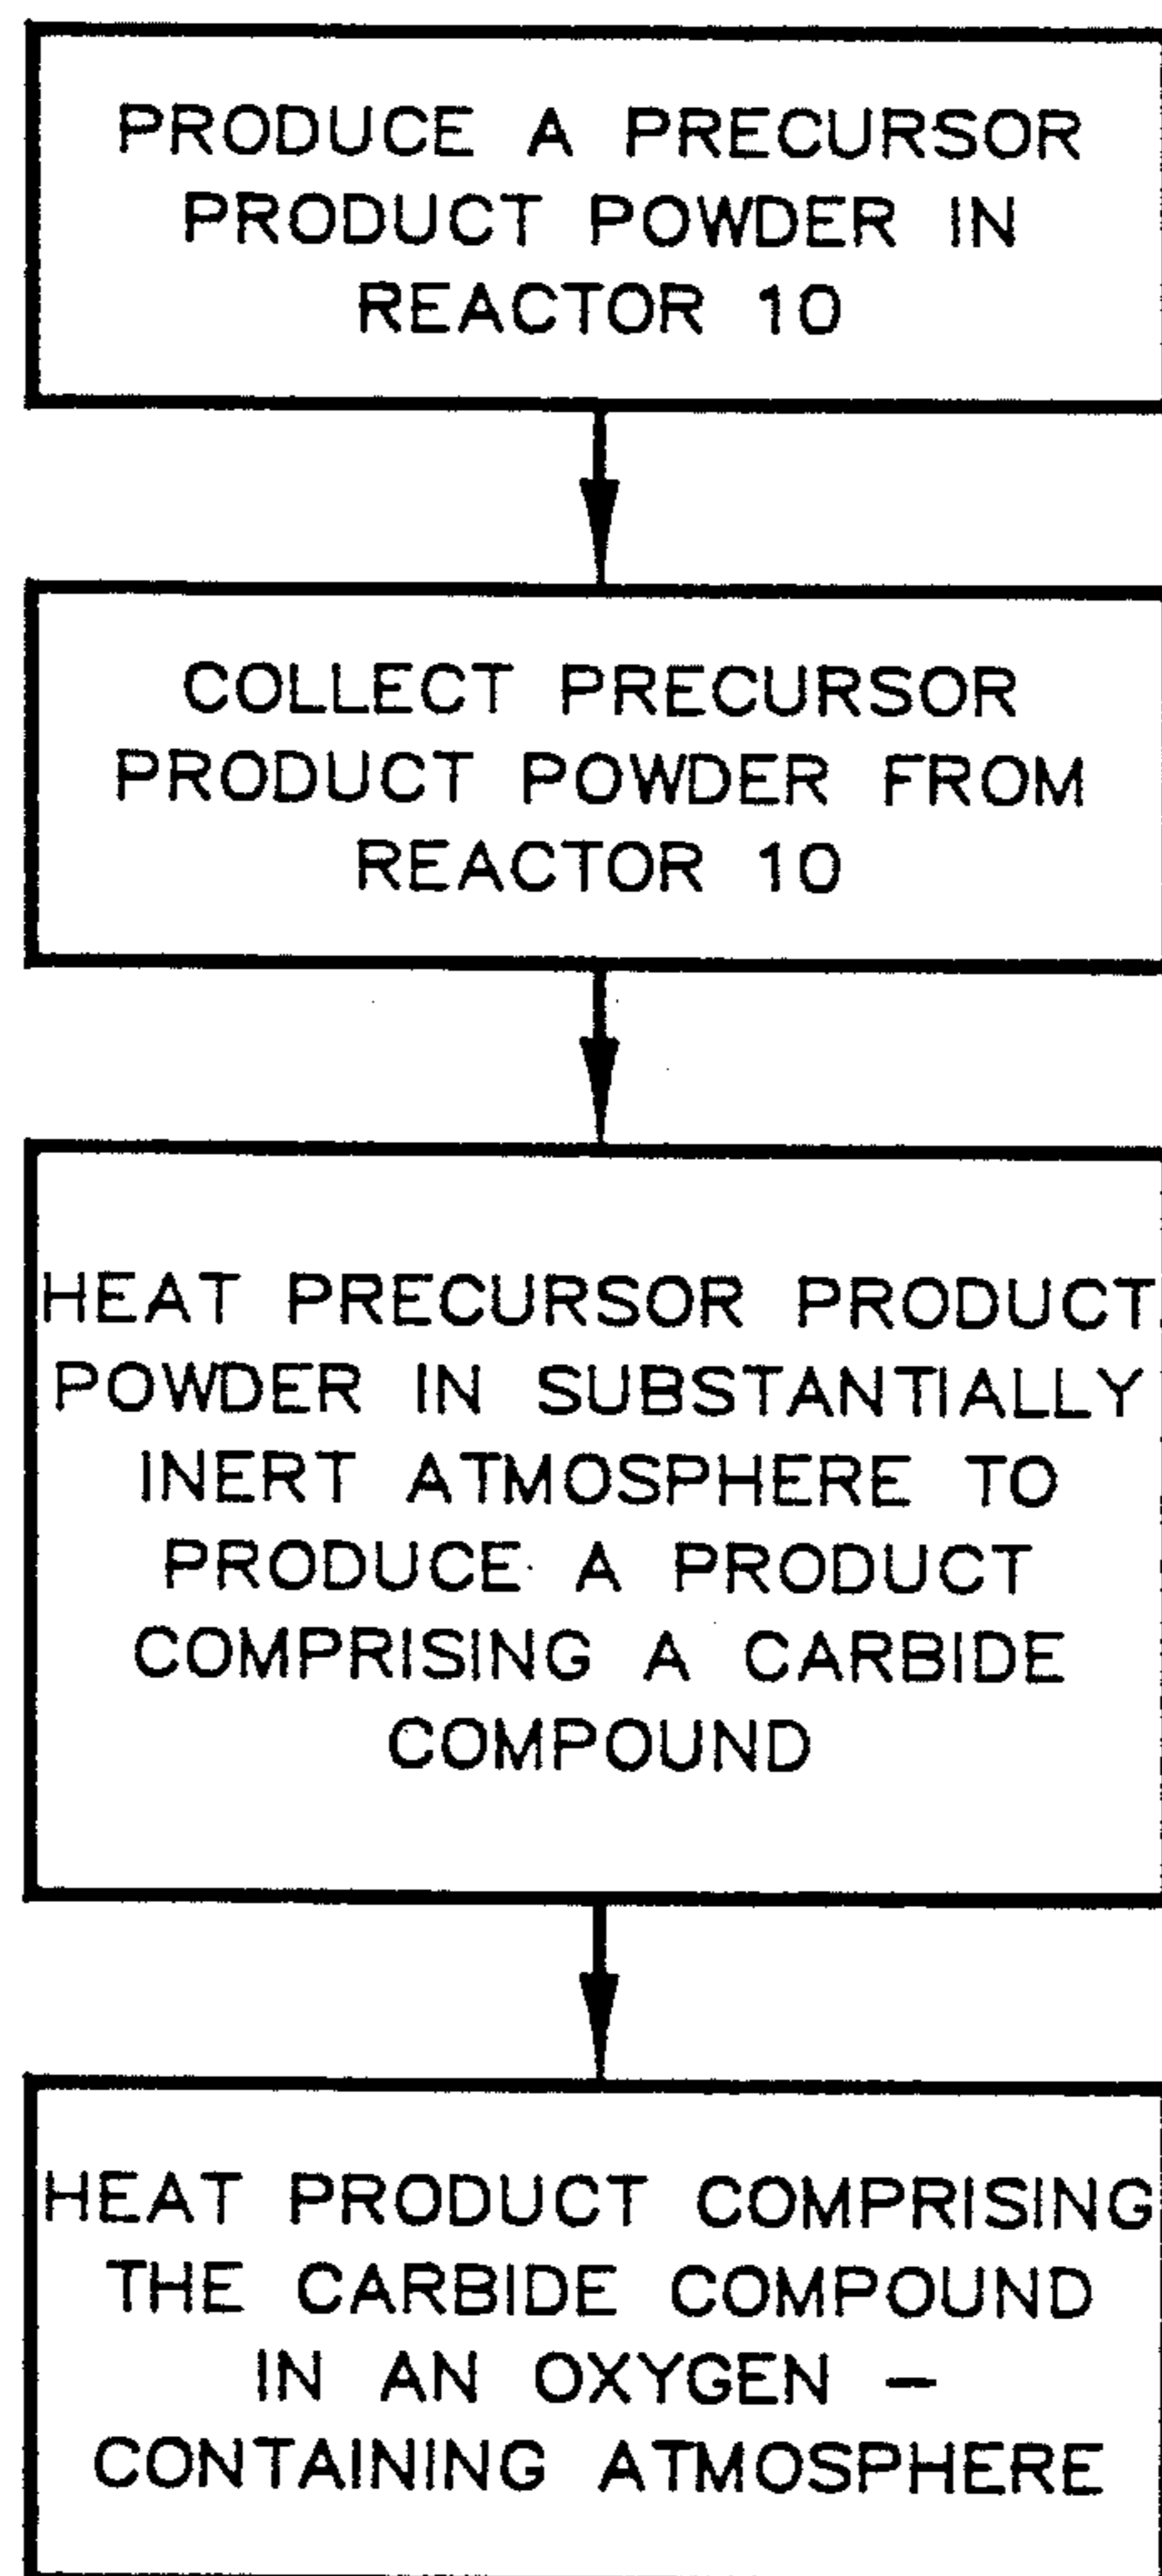 PRODUCE A PRECURSOR
PRODUCT POWDER IN
REACTOR 10
COLLECT PRECURSOR
PRODUCT POWDER FROM
REACTOR 10
HEAT PRECURSOR PRODUCT
POWDER IN SUBSTANTIALLY
INERT ATMOSPHERE TO
PRODUCE A PRODUCT
COMPRISING A CARBIDE
COMPOUND
HEAT PRODUCT COMPRISING
THE CARBIDE COMPOUND
IN AN OXYGEN –
CONTAINING ATMOSPHERE